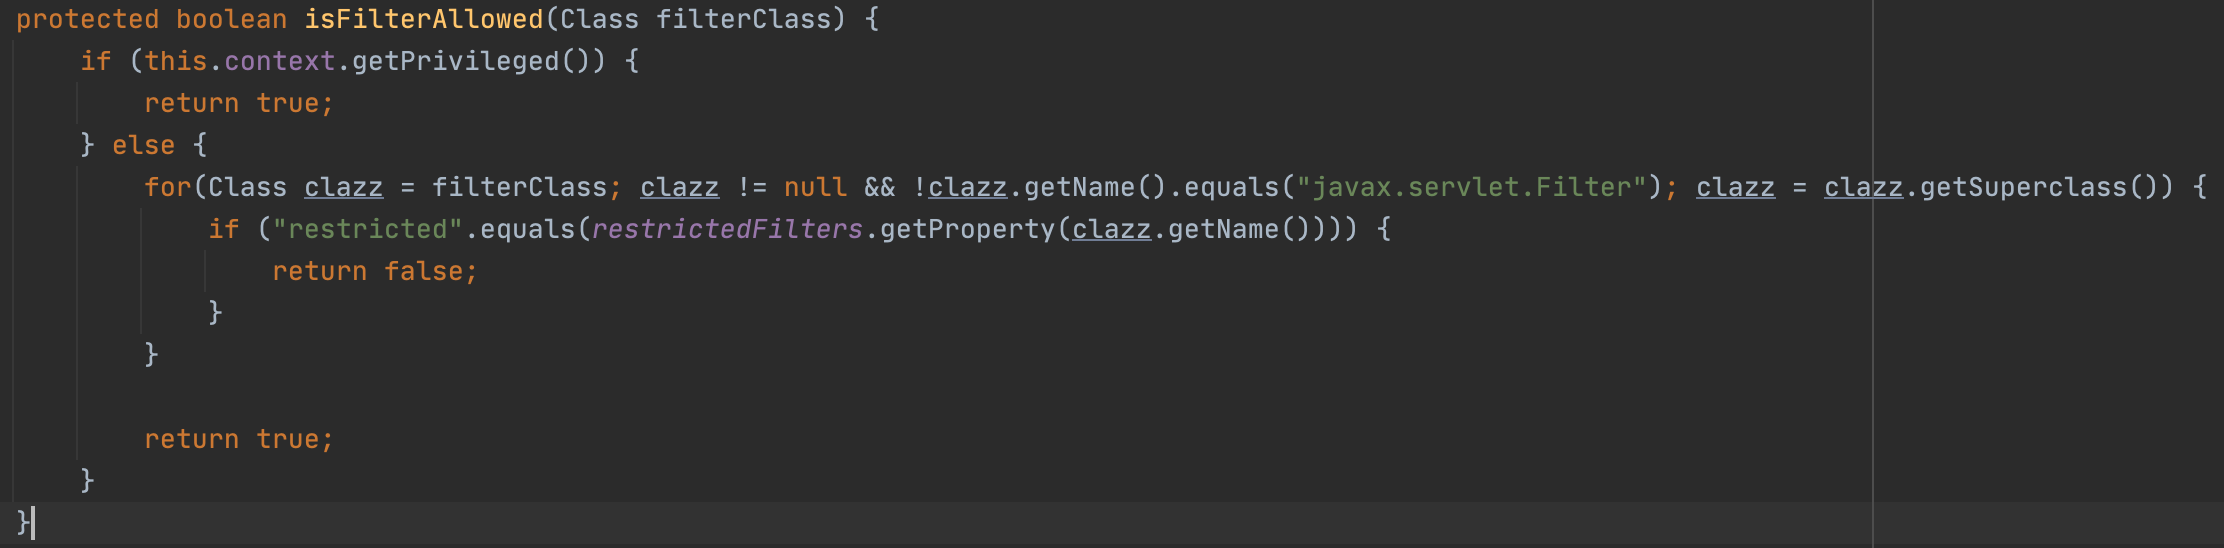 protected boolean isFilterAllowed(Class filterClass) {
    if (this.context.getPrivileged()) {
        return true;
    } else {
        for(Class clazz = filterClass; clazz != null && !clazz.getName().equals("javax.servlet.Filter"); clazz = clazz.getSuperclass()) {
            if ("restricted".equals(restrictedFilters.getProperty(clazz.getName()))) {
                return false;
            }
        }

        return true;
    }
}